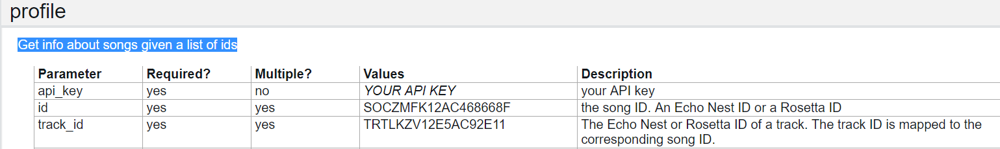 profile
Get info about songs given a list of ids
Parameter Required? Multiple? Values Description
api_key yes no YOUR API KEY your API key
id yes yes SOCZMFK12AC468668F the song ID. An Echo Nest ID or a Rosetta ID
track_id yes yes TRTLKZV12E5AC92E11 The Echo Nest or Rosetta ID of a track. The track ID is mapped to the
corresponding song ID.